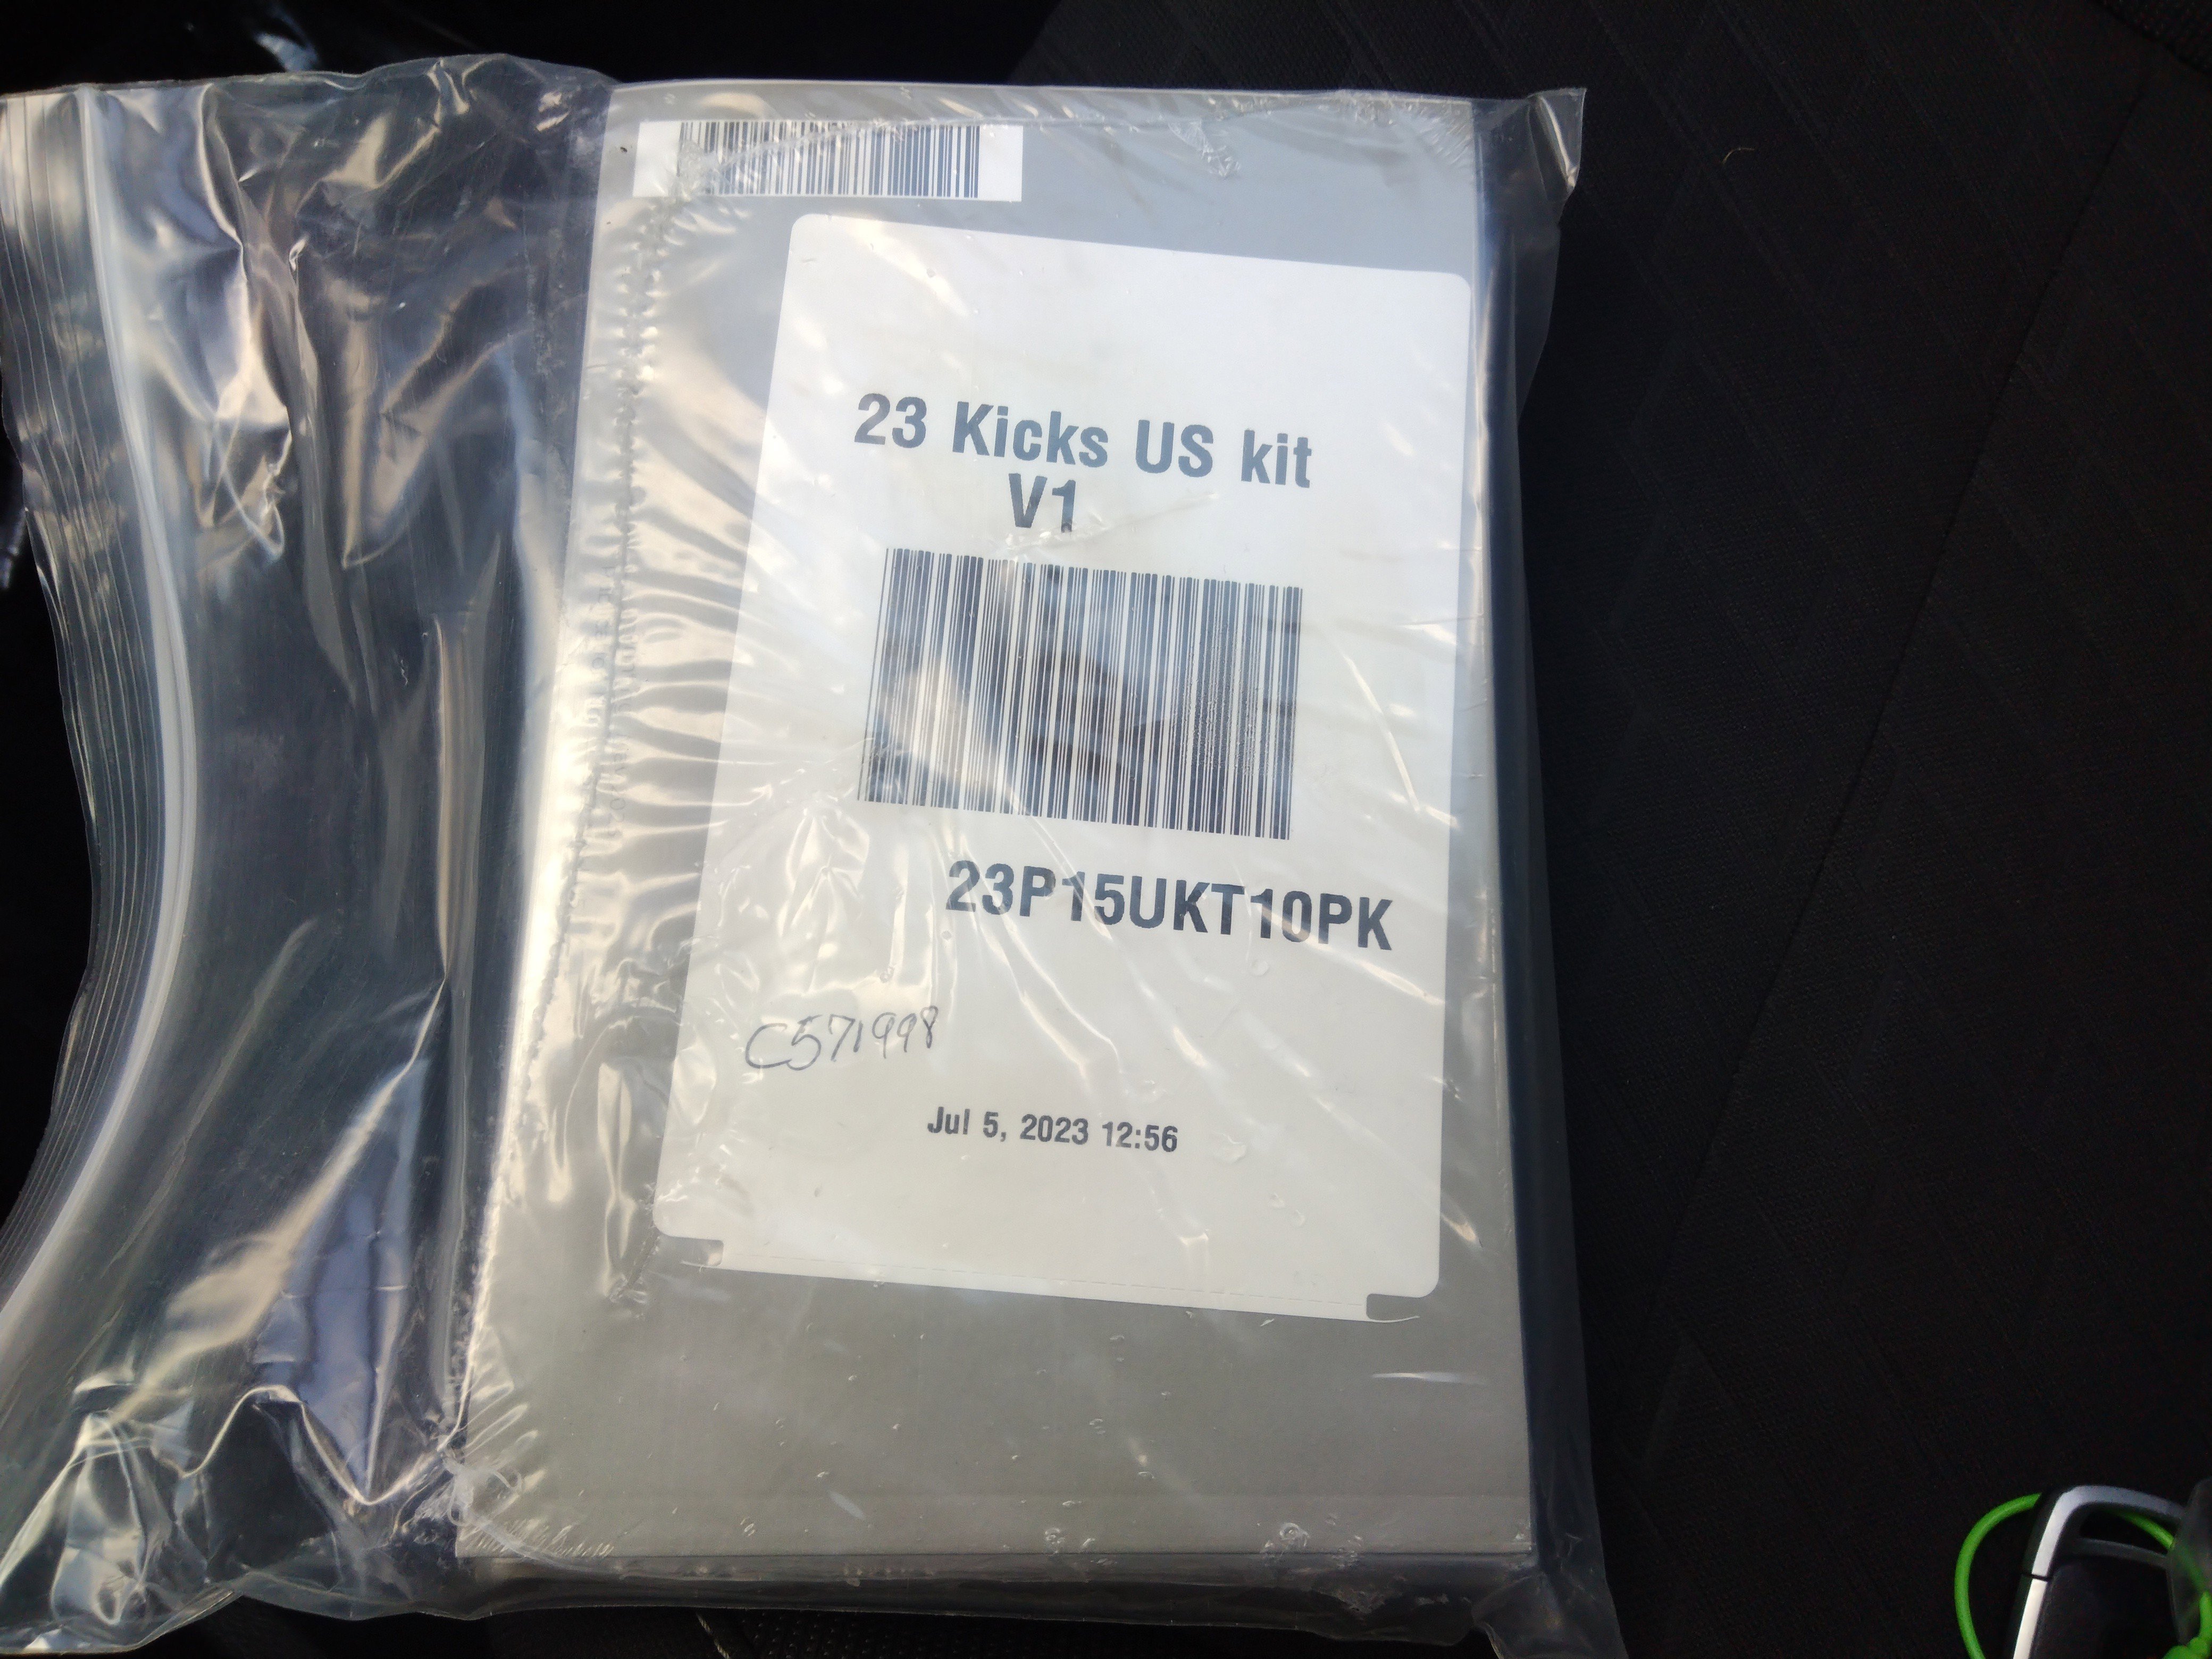 23 Kicks US kit
V1
23P15UKT10PK
C571998
Jul 5, 2023 12:56